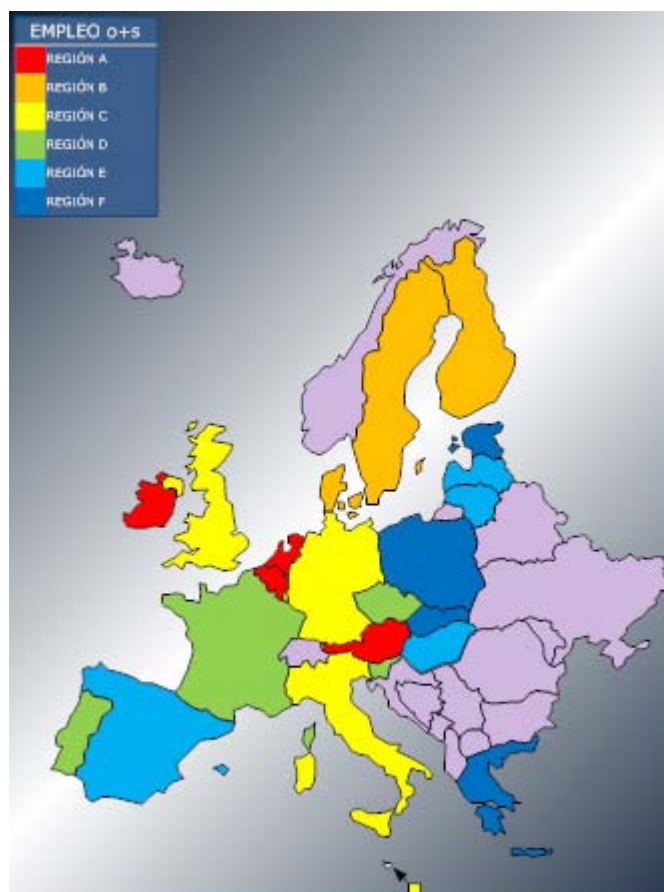 EMPLEO o+s
REGIÓN A
REGIÓN B
REGIÓN C
REGIÓN D
REGIÓN E
REGIÓN F